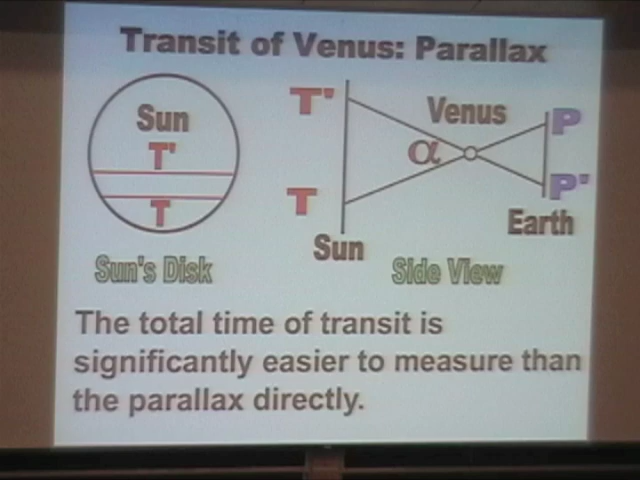 Transit of Venus: Parallax
Sun
T'
T
Sun's Disk
T'
T
Sun
α
Venus
P
P'
Earth
Side View
The total time of transit is
significantly easier to measure than
the parallax directly.